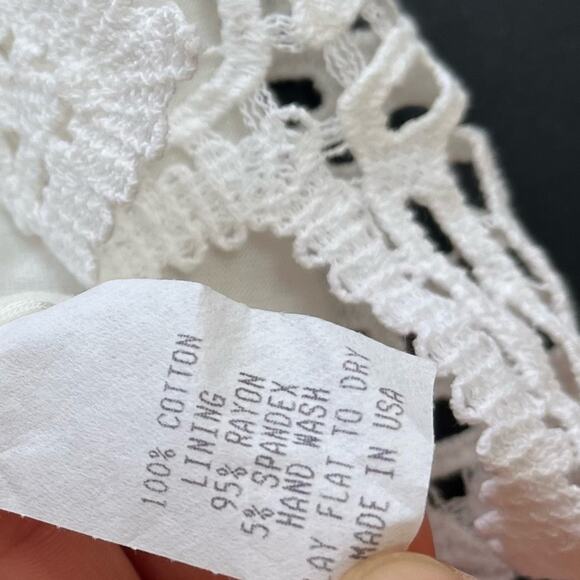 100% COTTON
LINING
95% RAYON
5% SPANDEX
HAND WASH
AY FLAT TO DRY
MADE IN USA